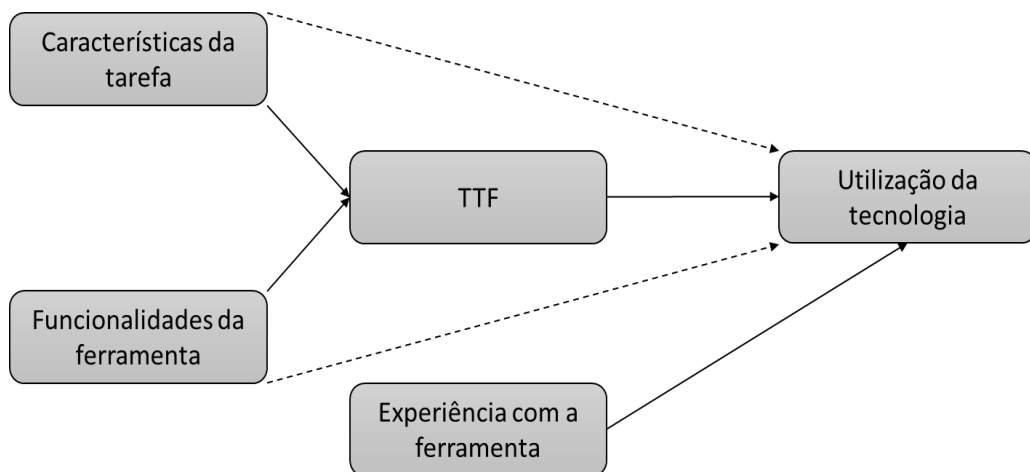 Características da
tarefa
TTF
Utilização da
tecnologia
Funcionalidades da
ferramenta
Experiência com a
ferramenta